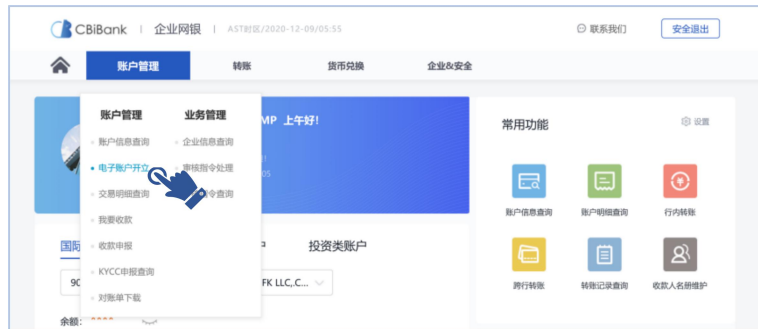 CBiBank | 企业网银 | AST时区/2020-12-09/05:55 联系我们 安全退出
账户管理 转账 货币兑换 企业&安全
账户管理 业务管理
MP 上午好!
常用功能 设置
账户信息查询 企业信息查询
电子账户开立 审核指令处理
05
交易明细查询 令查询
账户信息查询 账户明细查询 行内转账
我要收款
国际
收款申报
投资类账户
KYCC申报查询
90
FK LLC,C...
跨行转账 转账记录查询 收款人名册维护
对账单下载
余额: